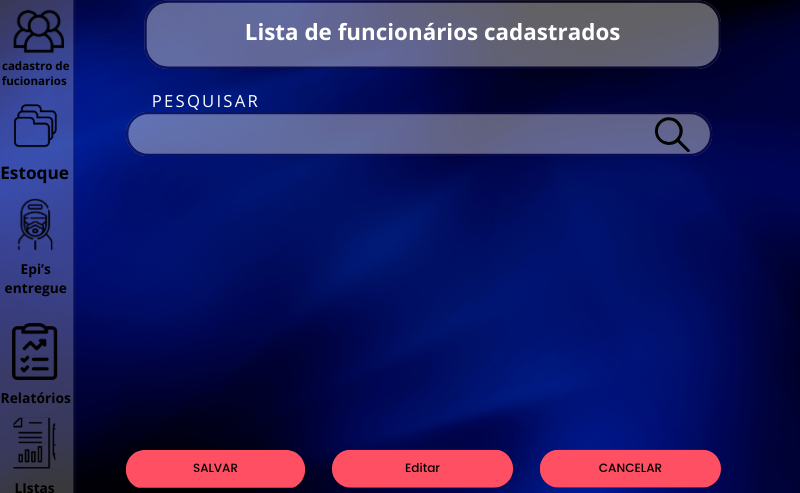 Lista de funcionários cadastrados
cadastro de
fucionarios
PESQUISAR
Estoque
Epi's
entregue
Relatórios
LIstas
SALVAR
Editar
CANCELAR